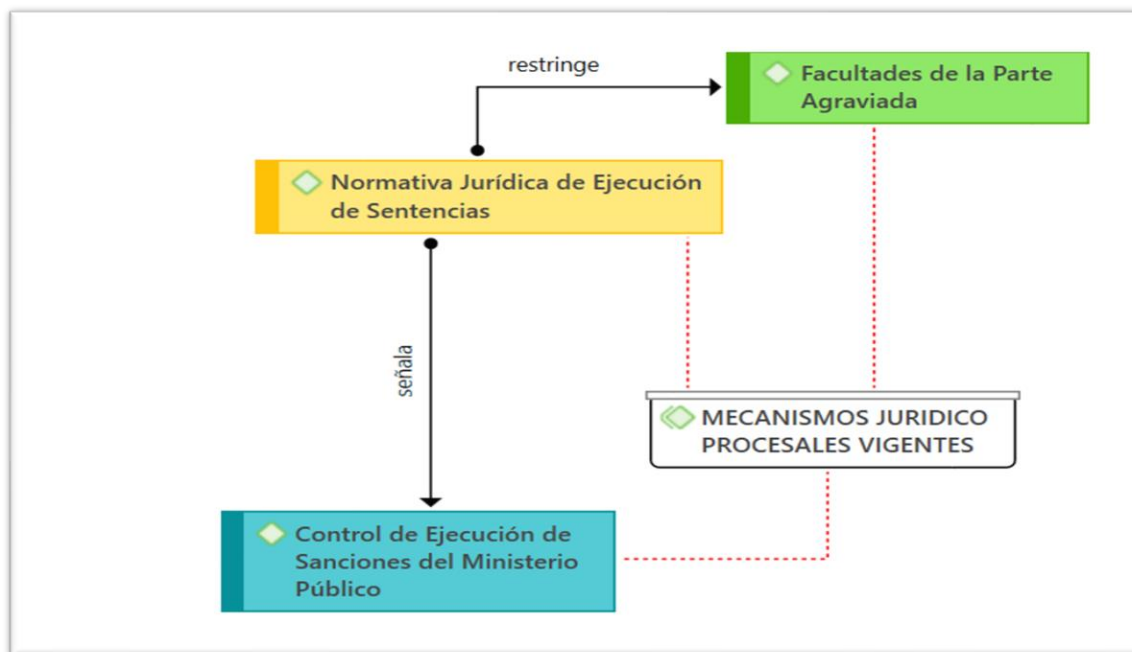 restringe
Facultades de la Parte
Agraviada
Normativa Jurídica de Ejecución
de Sentencias
señala
MECANISMOS JURIDICO
PROCESALES VIGENTES
Control de Ejecución de
Sanciones del Ministerio
Público